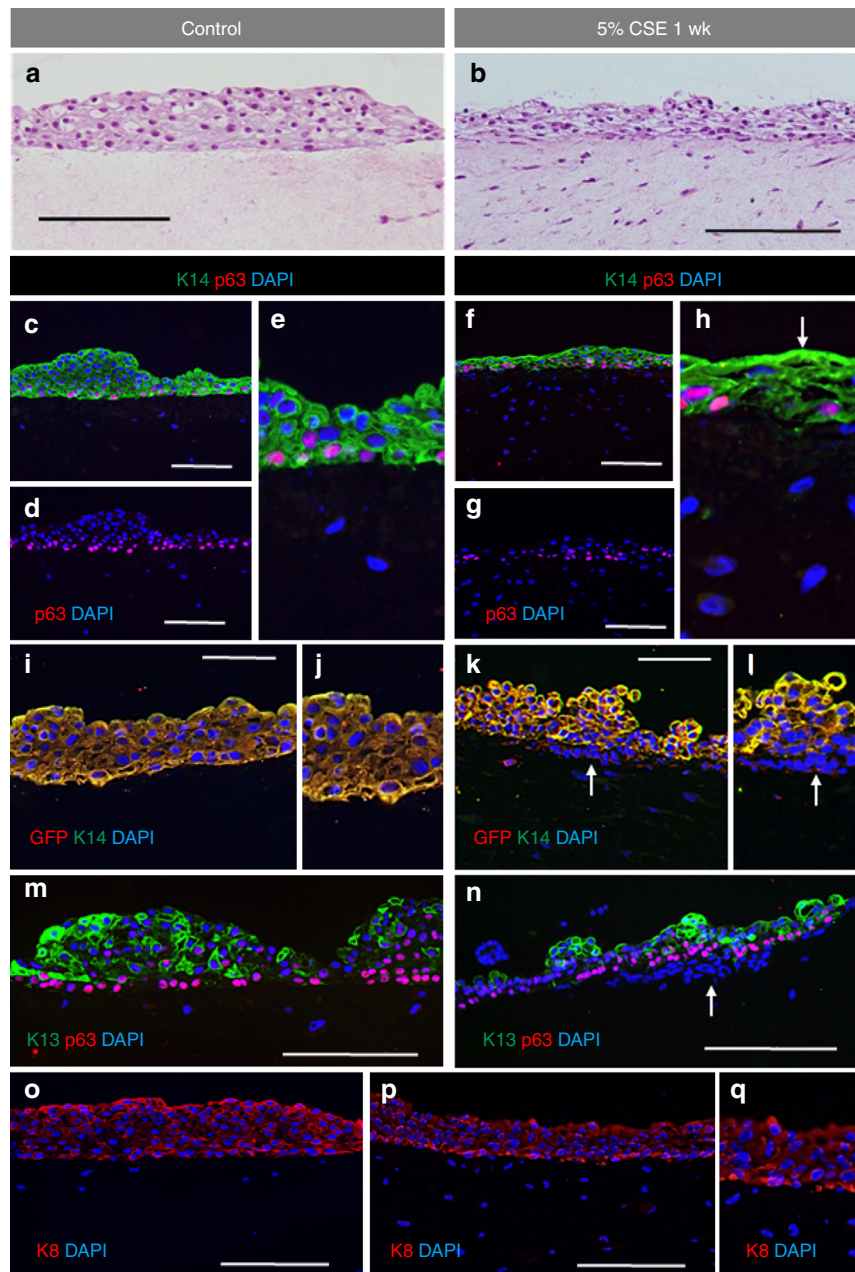 Control
5% CSE 1 wk
a
b
K14 p63 DAPI
K14 p63 DAPI
c
e
f
h
d
p63 DAPI
g
p63 DAPI
i
j
k
l
GFP K14 DAPI
GFP K14 DAPI
m
n
K13 p63 DAPI
K13 p63 DAPI
o
p
q
K8 DAPI
K8 DAPI
K8 DAPI